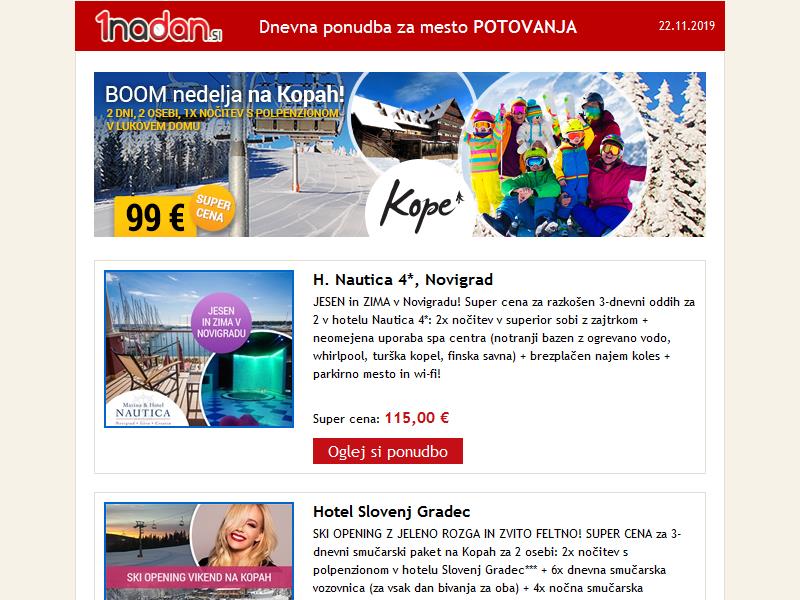 1nadan.si
Dnevna ponudba za mesto POTOVANJA
22.11.2019
BOOM nedelja na Kopah!
2 DNI, 2 OSEBI, 1X NOČITEV S POLPENZIONOM
V LUKOVEM DOMU
99 €
SUPER
CENA
Kope
H. Nautica 4*, Novigrad
JESEN in ZIMA v Novigradu! Super cena za razkošen 3-dnevni oddih za
2 v hotelu Nautica 4*: 2x nočitev v superior sobi z zajtrkom +
neomejena uporaba spa centra (notranji bazen z ogrevano vodo,
whirlpool, turška kopel, finska savna) + brezplačen najem koles +
parkirno mesto in wi-fi!
JESEN
IN ZIMA V
NOVIGRADU
Marina & Hotel
NAUTICA
Novigrad • Istra • Croatia
Super cena: 115,00 €
Oglej si ponudbo
Hotel Slovenj Gradec
SKI OPENING Z JELENO ROZGA IN ZVITO FELTNO! SUPER CENA za 3-
dnevni smučarski paket na Kopah za 2 osebi: 2x nočitev s
polpenzionom v hotelu Slovenj Gradec*** + 6x dnevna smučarska
vozovnica (za vsak dan bivanja za oba) + 4x nočna smučarska
SKI OPENING VIKEND NA KOPAH